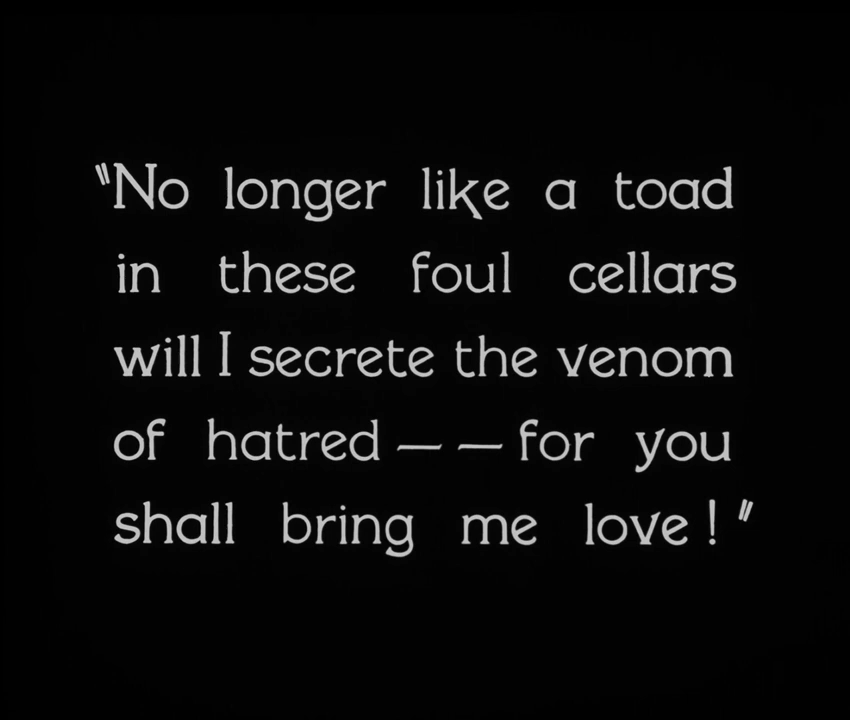 "No longer like a toad
in these foul cellars
will I secrete the venom
of hatred — — for you
shall bring me love!"